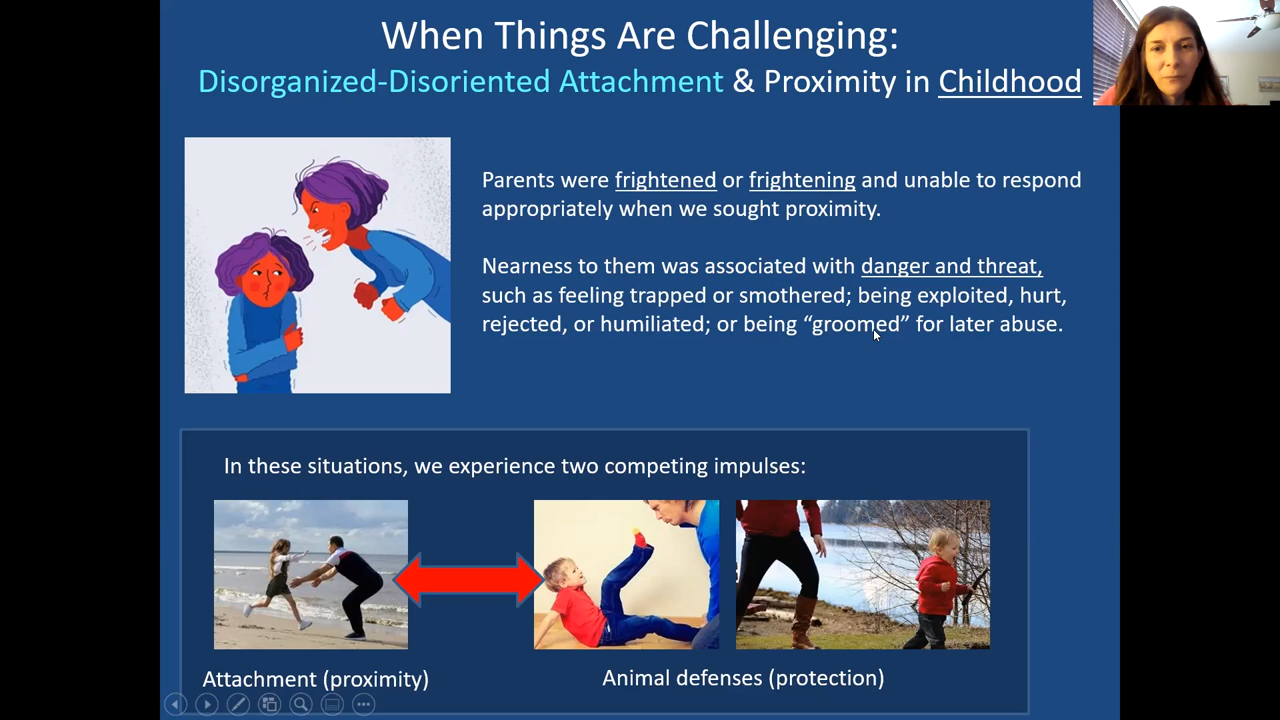 When Things Are Challenging:
Disorganized-Disoriented Attachment & Proximity in Childhood
Parents were frightened or frightening and unable to respond
appropriately when we sought proximity.
Nearness to them was associated with danger and threat,
such as feeling trapped or smothered; being exploited, hurt,
rejected, or humiliated; or being “groomed” for later abuse.
In these situations, we experience two competing impulses:
Attachment (proximity)
Animal defenses (protection)